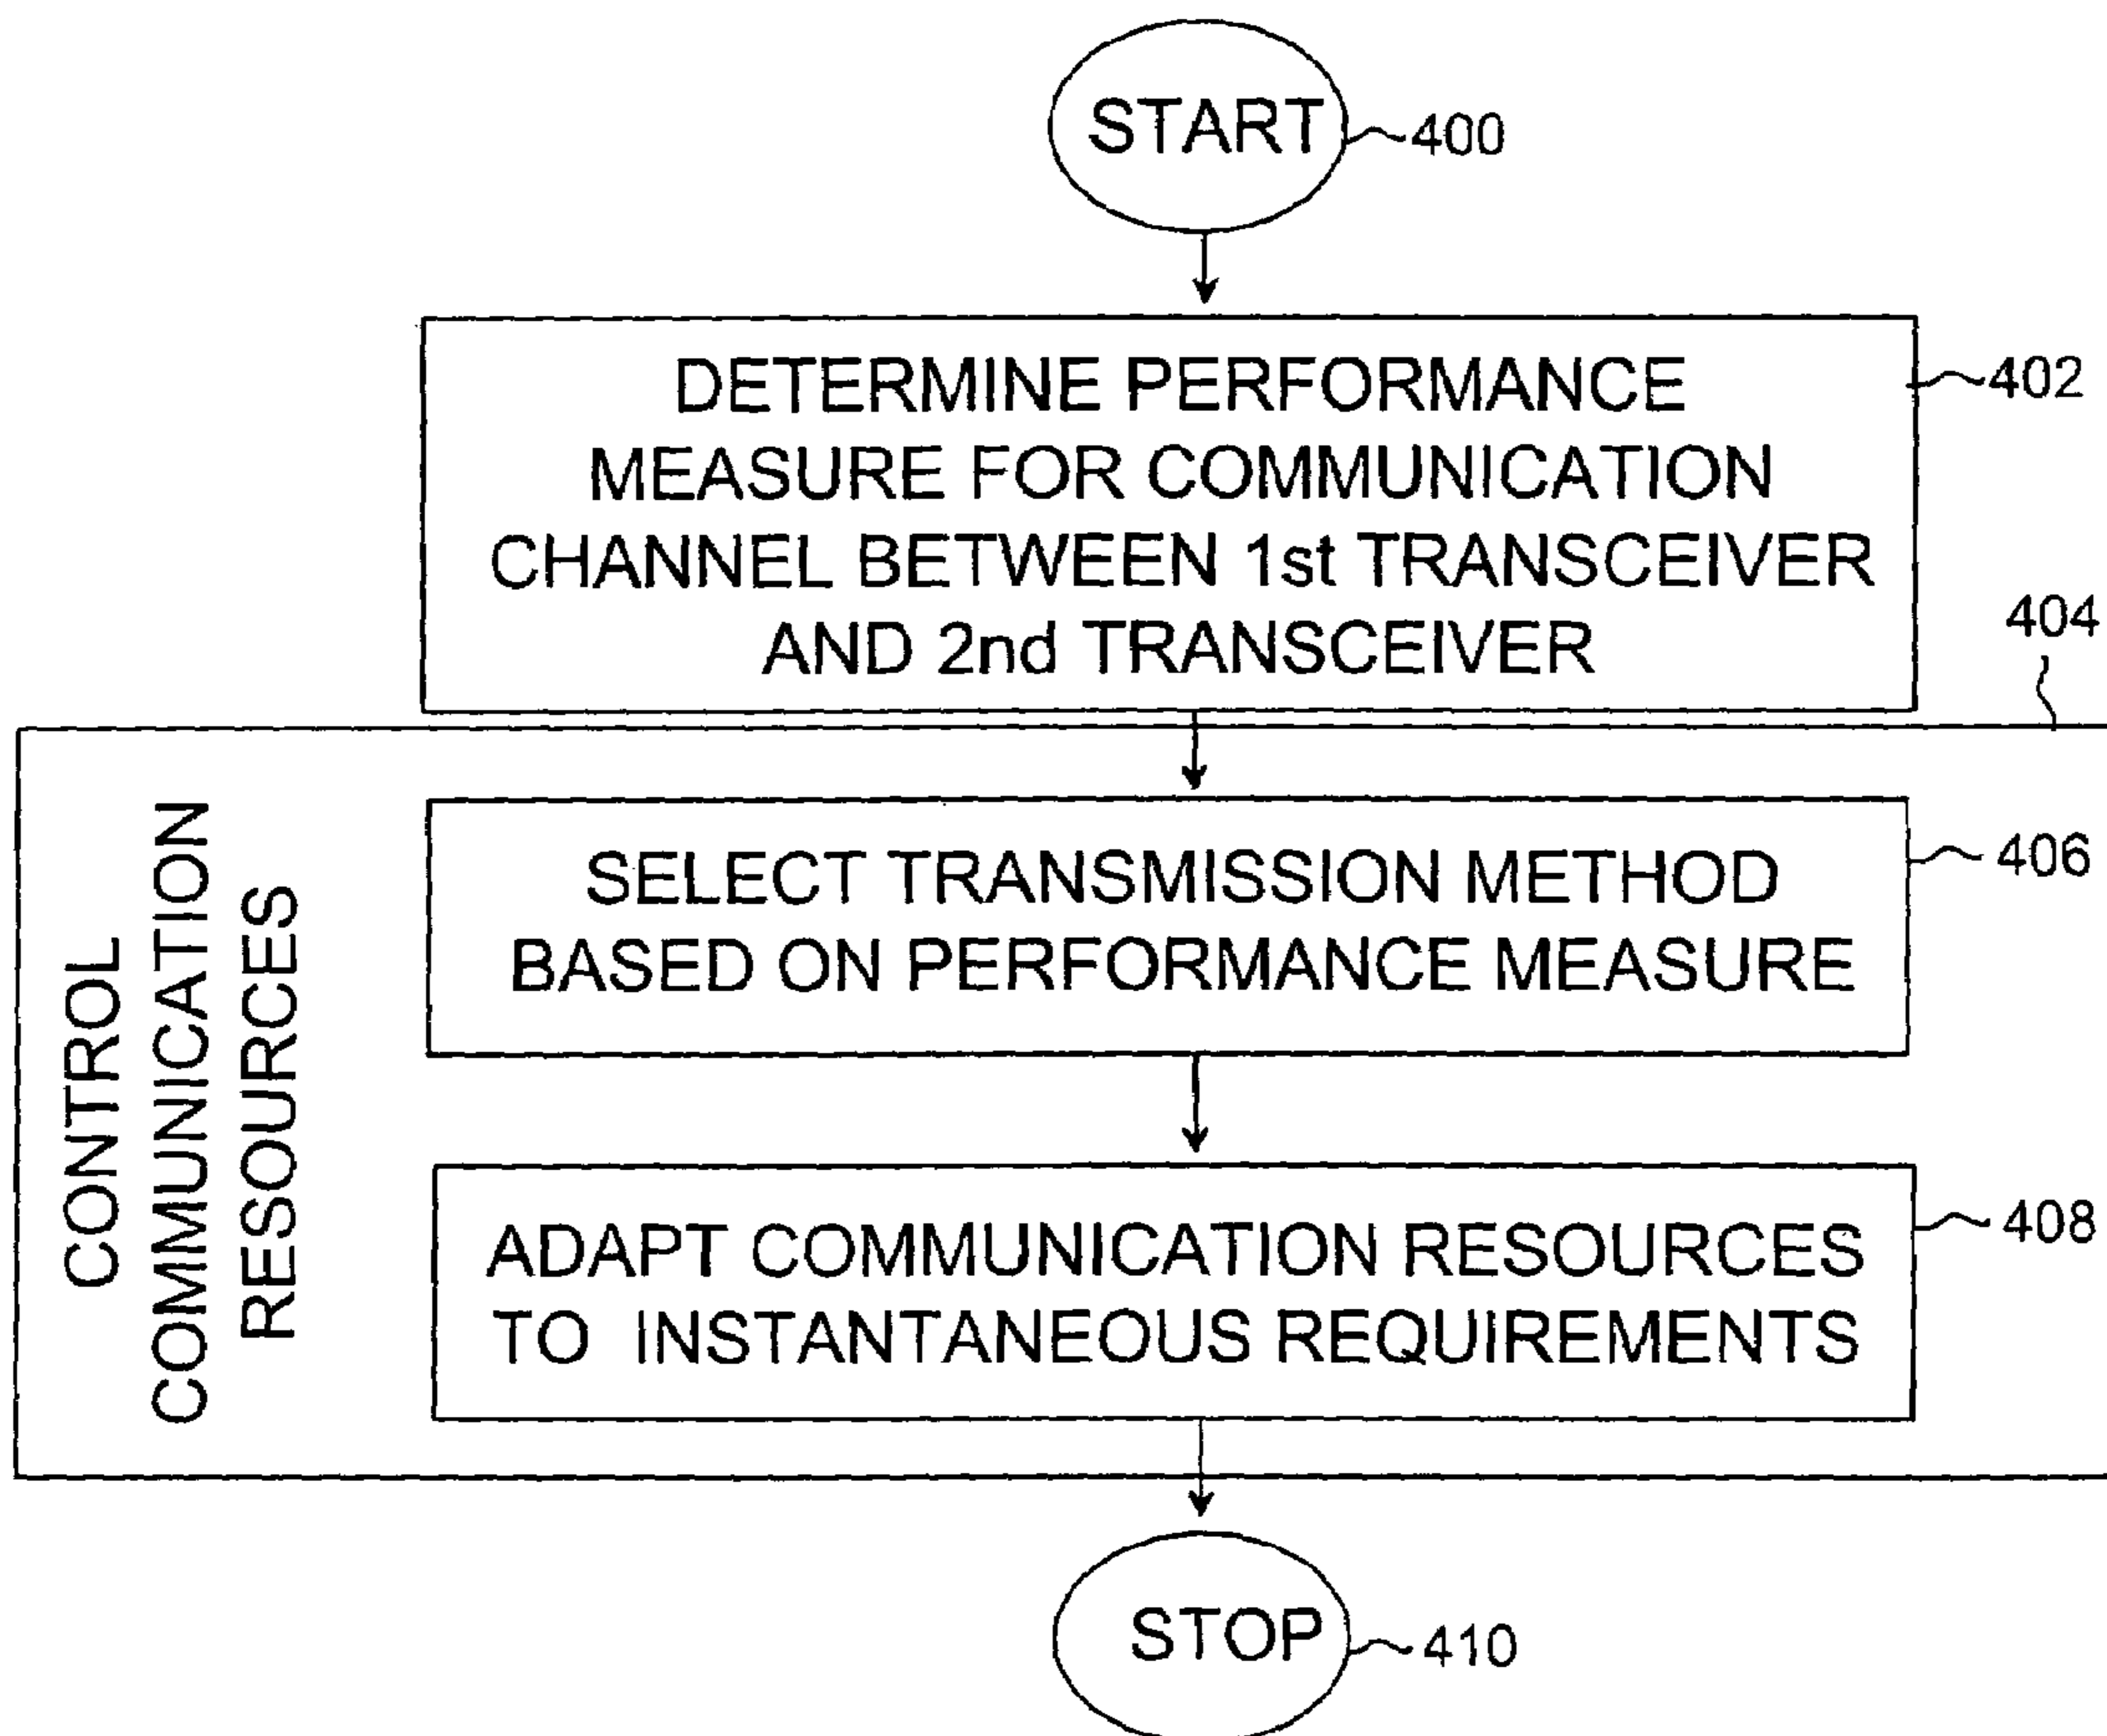 START
400
DETERMINE PERFORMANCE
MEASURE FOR COMMUNICATION
CHANNEL BETWEEN 1st TRANSCEIVER
AND 2nd TRANSCEIVER
402
404
CONTROL
COMMUNICATION
RESOURCES
SELECT TRANSMISSION METHOD
BASED ON PERFORMANCE MEASURE
406
ADAPT COMMUNICATION RESOURCES
TO INSTANTANEOUS REQUIREMENTS
408
STOP
410